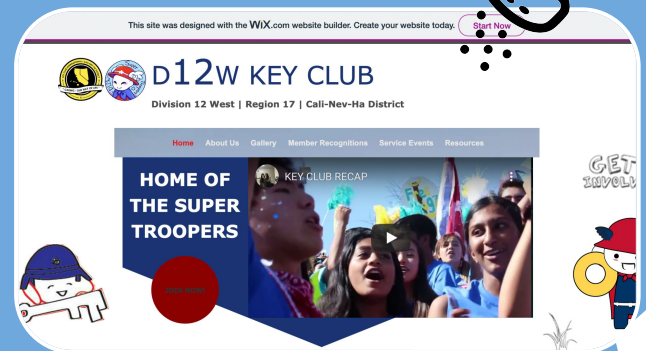 This site was designed with the WiX.com website builder. Create your website today. Start Now
D12W KEY CLUB
Division 12 West | Region 17 | Cali-Nev-Ha District
Home About Us Gallery Member Recognitions Service Events Resources
HOME OF
THE SUPER
TROOPERS
KEY CLUB RECAP
GET